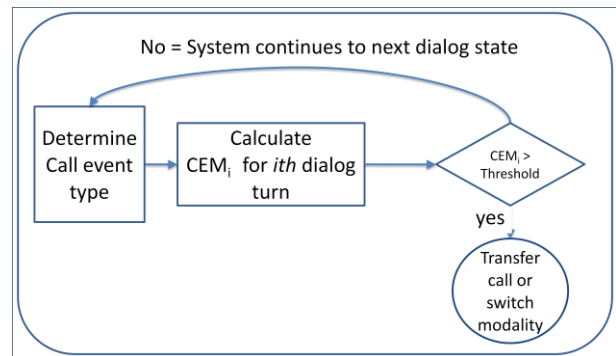 No = System continues to next dialog state
Determine
Call event
type
Calculate
CEMi for ith dialog
turn
CEMi >
Threshold
yes
Transfer
call or
switch
modality